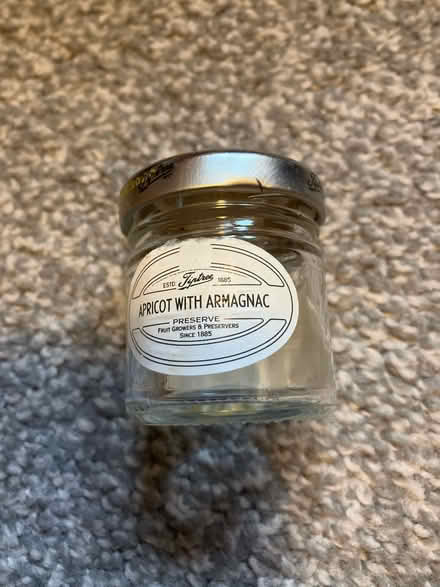 ESTD. Tiptree 1885
APRICOT WITH ARMAGNAC
PRESERVE
FRUIT GROWERS & PRESERVERS
SINCE 1885